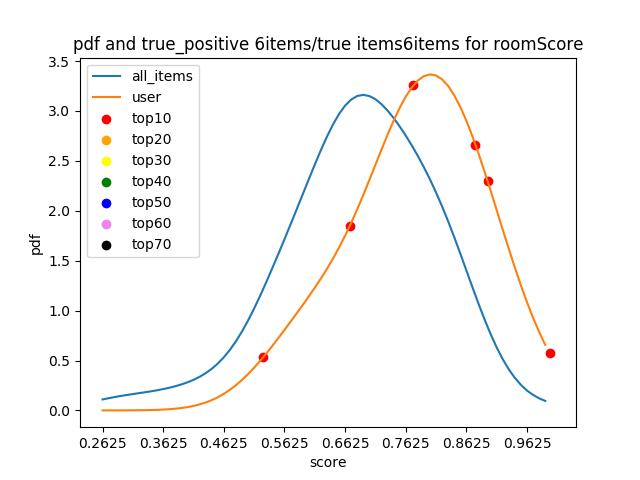 pdf and true_positive 6items/true items6items for roomScore
all_items
user
top10
top20
top30
top40
top50
top60
top70
pdf
3.5
3.0
2.5
2.0
1.5
1.0
0.5
0.0
0.2625 0.3625 0.4625 0.5625 0.6625 0.7625 0.8625 0.9625
score